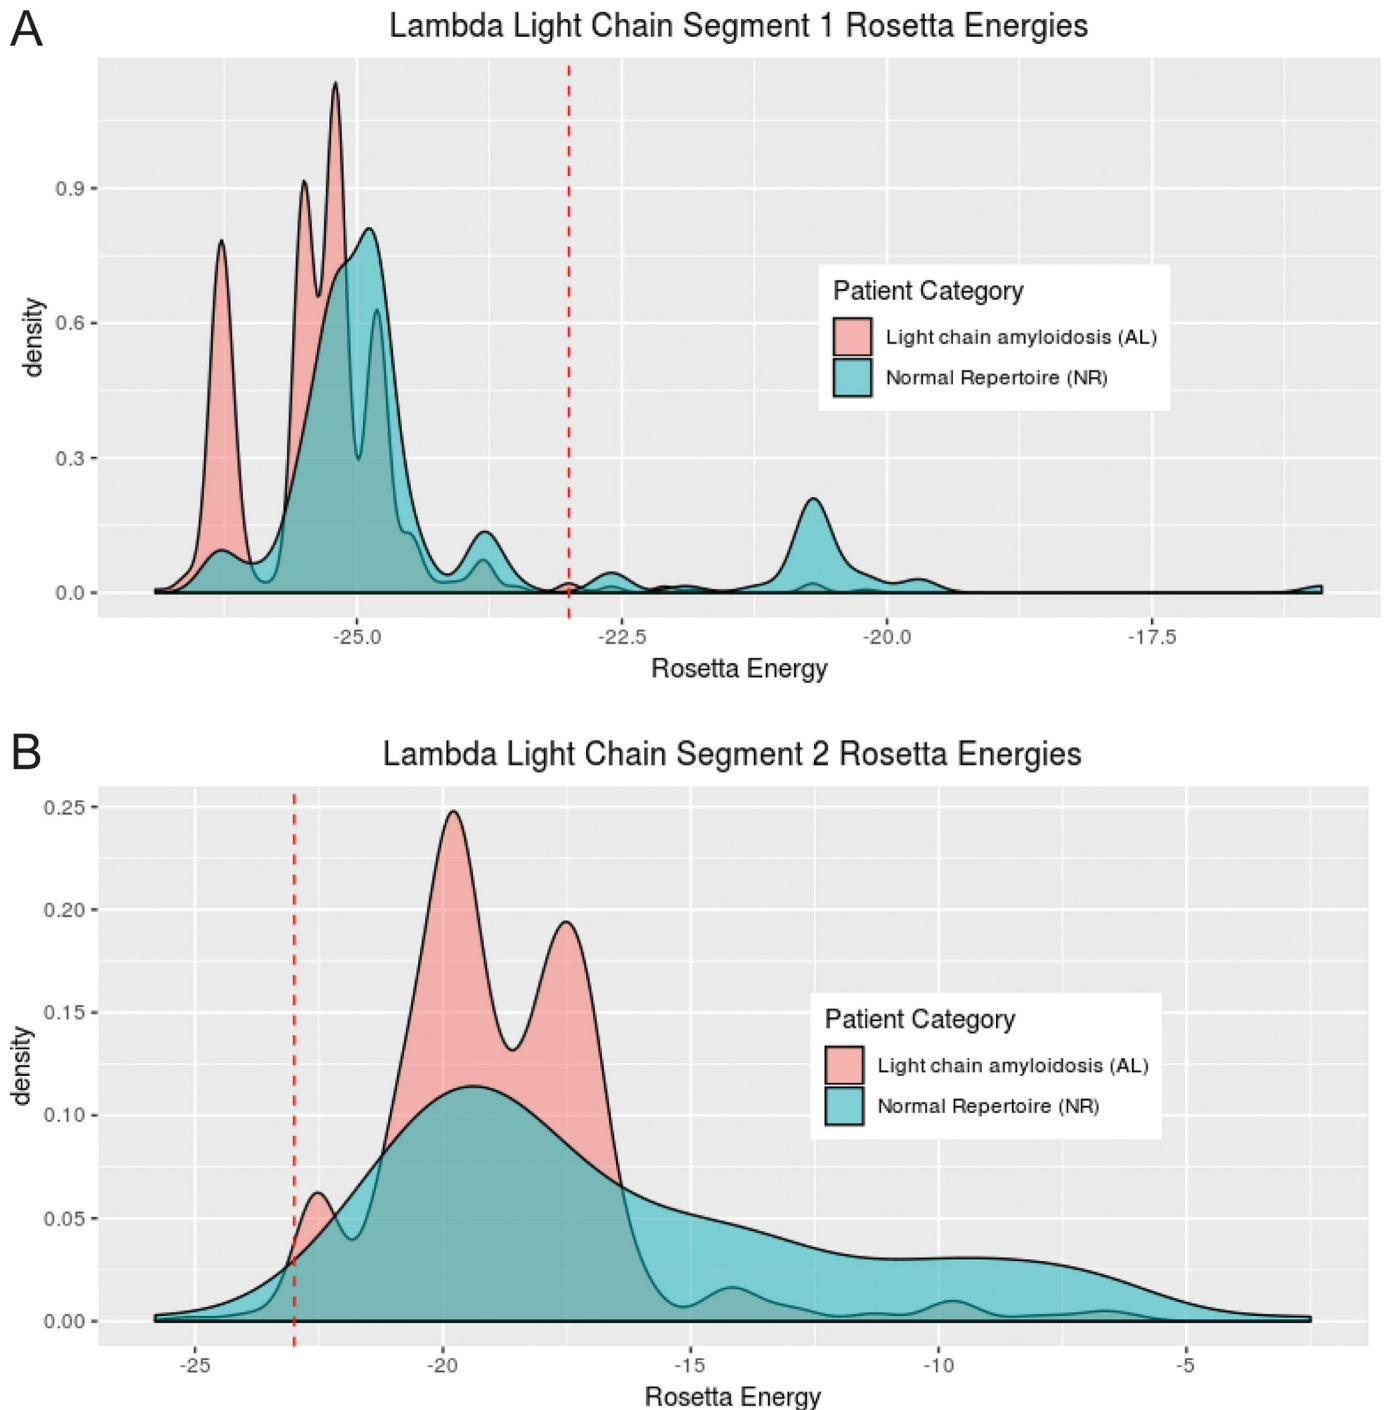 A
Lambda Light Chain Segment 1 Rosetta Energies
density
0.9
0.6
0.3
0.0
Patient Category
Light chain amyloidosis (AL)
Normal Repertoire (NR)
-25.0
-22.5
-20.0
-17.5
Rosetta Energy
B
Lambda Light Chain Segment 2 Rosetta Energies
density
0.25
0.20
0.15
0.10
0.05
0.00
Patient Category
Light chain amyloidosis (AL)
Normal Repertoire (NR)
-25
-20
-15
-10
-5
Rosetta Energy